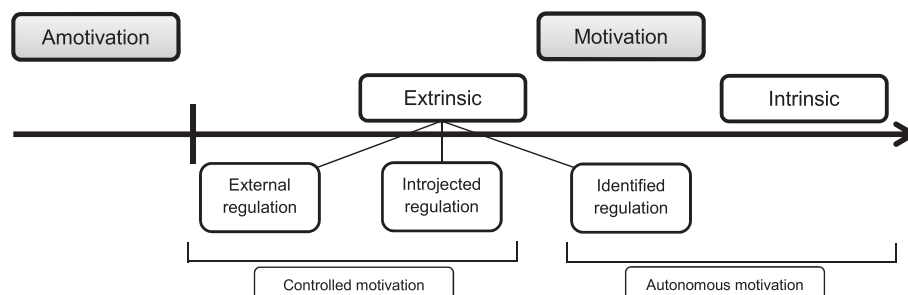 Amotivation
Motivation
Extrinsic
Intrinsic
External
regulation
Introjected
regulation
Identified
regulation
Controlled motivation
Autonomous motivation